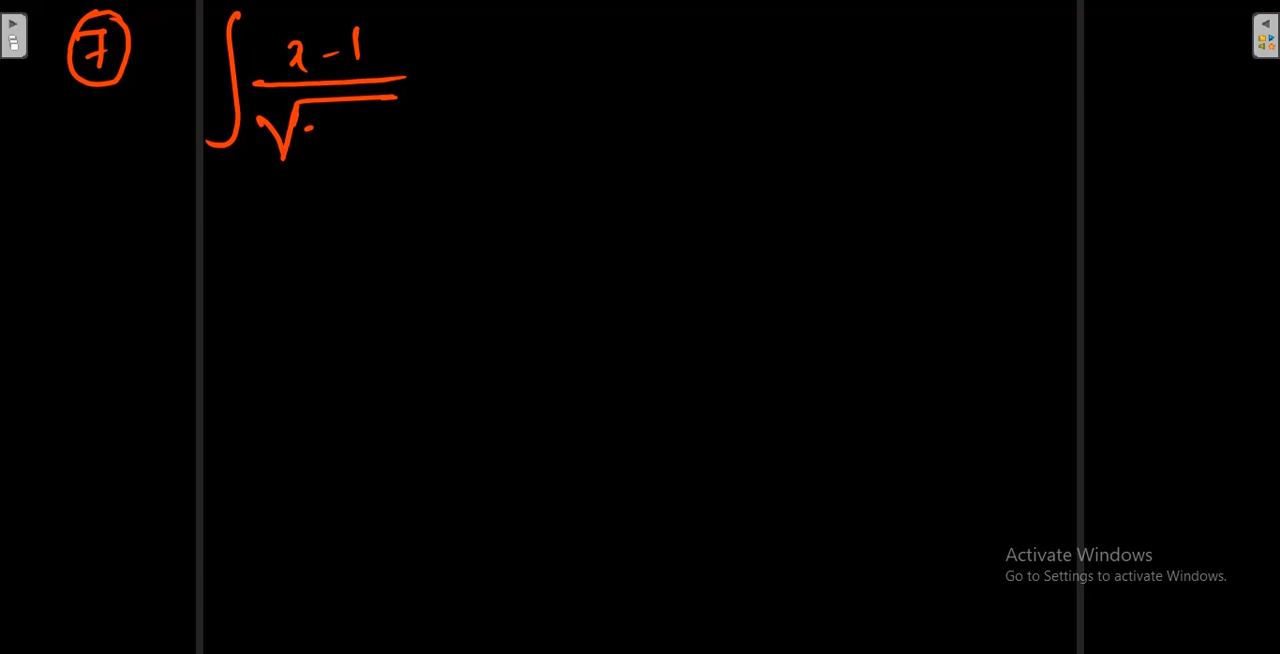 ⑦ ∫ (x - 1) / √
Activate Windows
Go to Settings to activate Windows.